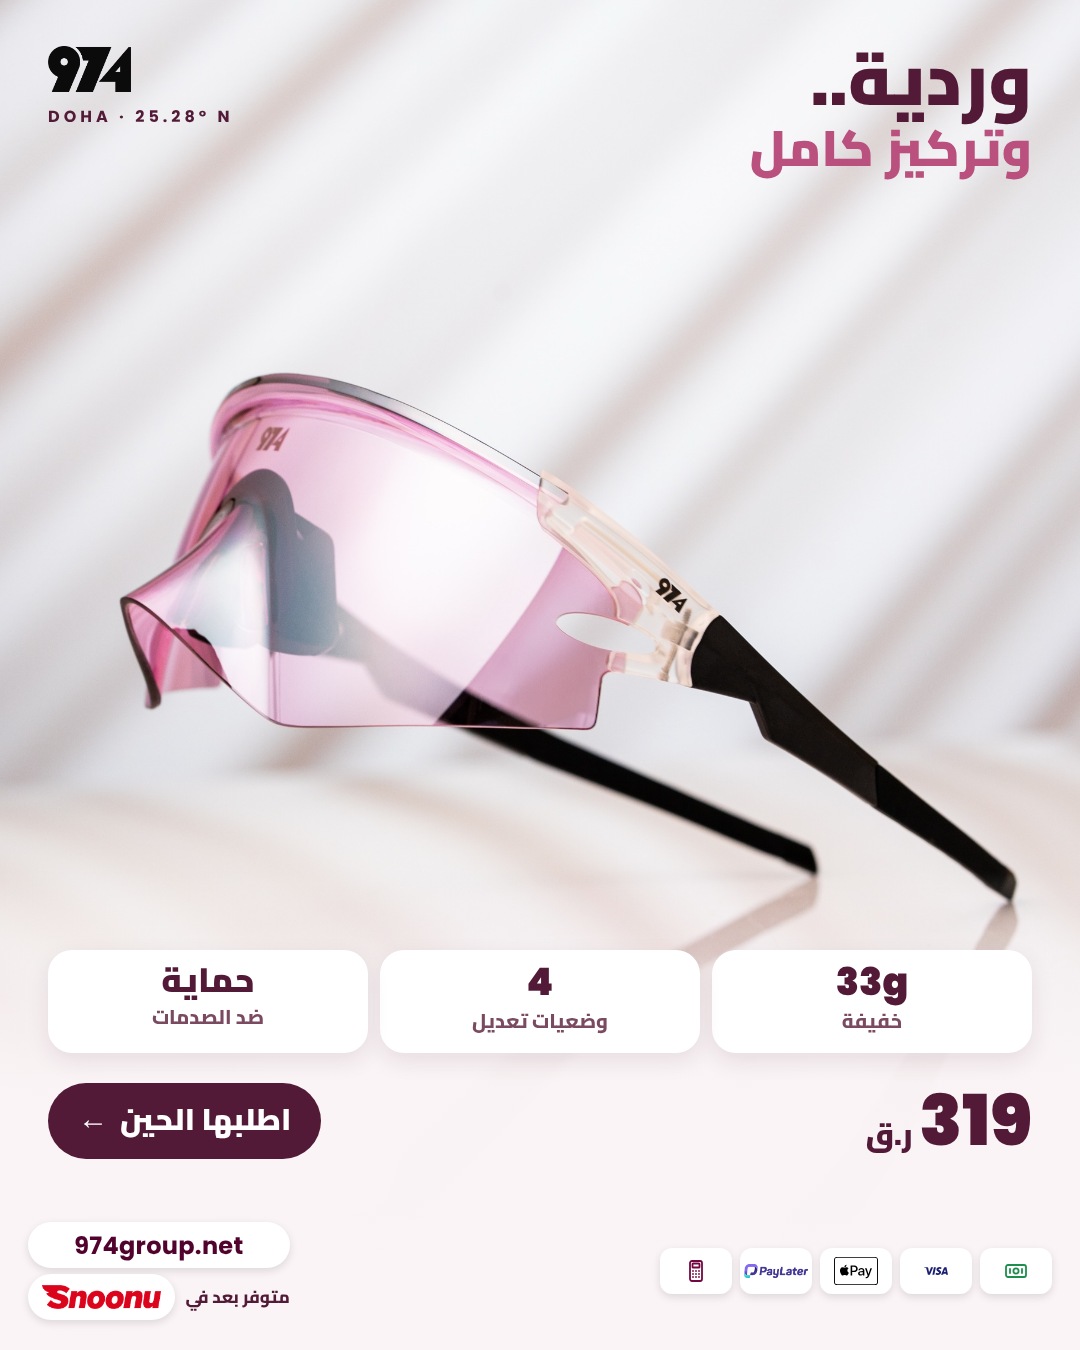 974
DOHA · 25.28° N
وردية..
وتركيز كامل
974
974
33g
خفيفة
4
وضعيات تعديل
حماية
ضد الصدمات
319 ر.ق
اطلبها الحين ←
974group.net
متوفر بعد في Snoonu
PayLater
Pay
VISA